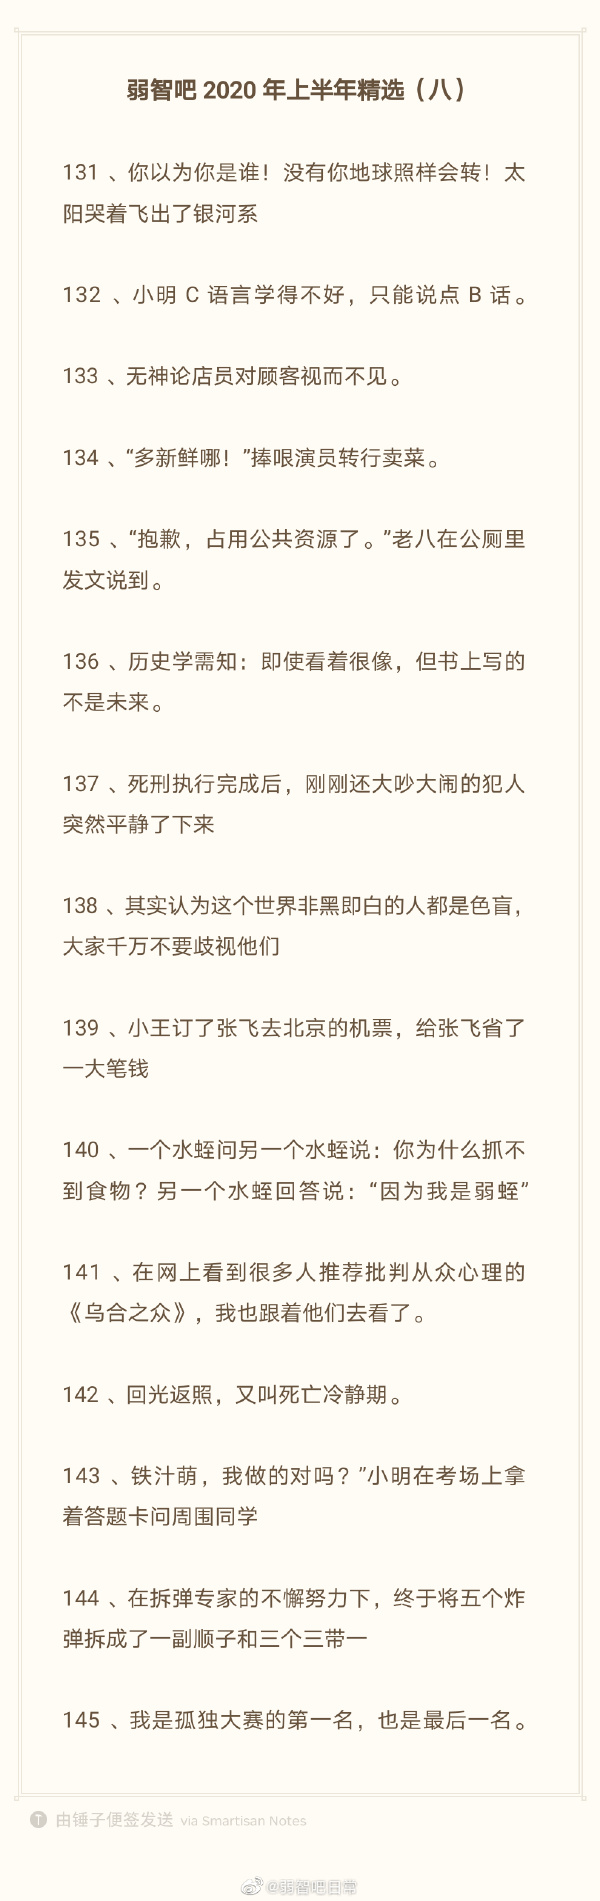 弱智吧 2020 年上半年精选（八）
131 、你以为你是谁！没有你地球照样会转！太
阳哭着飞出了银河系
132 、小明 C 语言学得不好，只能说点 B 话。
133 、无神论店员对顾客视而不见。
134 、“多新鲜哪！”捧哏演员转行卖菜。
135 、“抱歉，占用公共资源了。”老八在公厕里
发文说到。
136 、历史学需知：即使看着很像，但书上写的
不是未来。
137 、死刑执行完成后，刚刚还大吵大闹的犯人
突然平静了下来
138 、其实认为这个世界非黑即白的人都是色盲，
大家千万不要歧视他们
139 、小王订了张飞去北京的机票，给张飞省了
一大笔钱
140 、一个水蛭问另一个水蛭说：你为什么抓不
到食物？另一个水蛭回答说：“因为我是弱蛭”
141 、在网上看到很多人推荐批判从众心理的
《乌合之众》，我也跟着他们去看了。
142 、回光返照，又叫死亡冷静期。
143 、铁汁萌，我做的对吗？”小明在考场上拿
着答题卡问周围同学
144 、在拆弹专家的不懈努力下，终于将五个炸
弹拆成了一副顺子和三个三带一
145 、我是孤独大赛的第一名，也是最后一名。
T 由锤子便签发送 via Smartisan Notes
@弱智吧日常